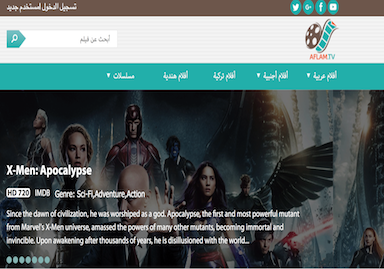 تسجيل الدخول |مستخدم جديد
AFLAM.TV
أبحث عن فيلم
أفلام عربية ▼ أفلام أجنبية ▼ أفلام تركية أفلام هندية مسلسلات ▼
X-Men: Apocalypse
HD 720 IMDB Genre: Sci-Fi,Adventure,Action
Since the dawn of civilization, he was worshiped as a god. Apocalypse, the first and most powerful mutant
from Marvel's X-Men universe, amassed the powers of many other mutants, becoming immortal and
invincible. Upon awakening after thousands of years, he is disillusioned with the world...